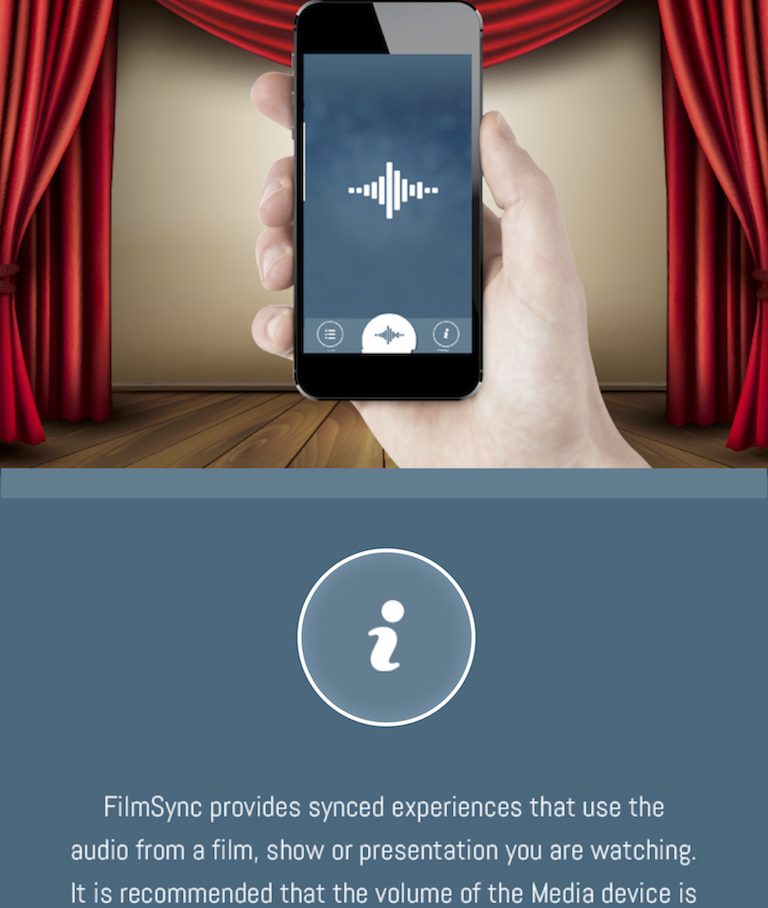 FilmSync provides synced experiences that use the
audio from a film, show or presentation you are watching.
It is recommended that the volume of the Media device is